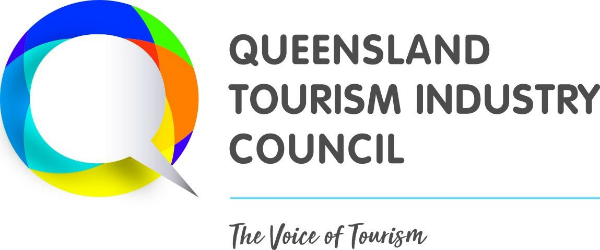 QUEENSLAND
TOURISM INDUSTRY
COUNCIL
The Voice of Tourism